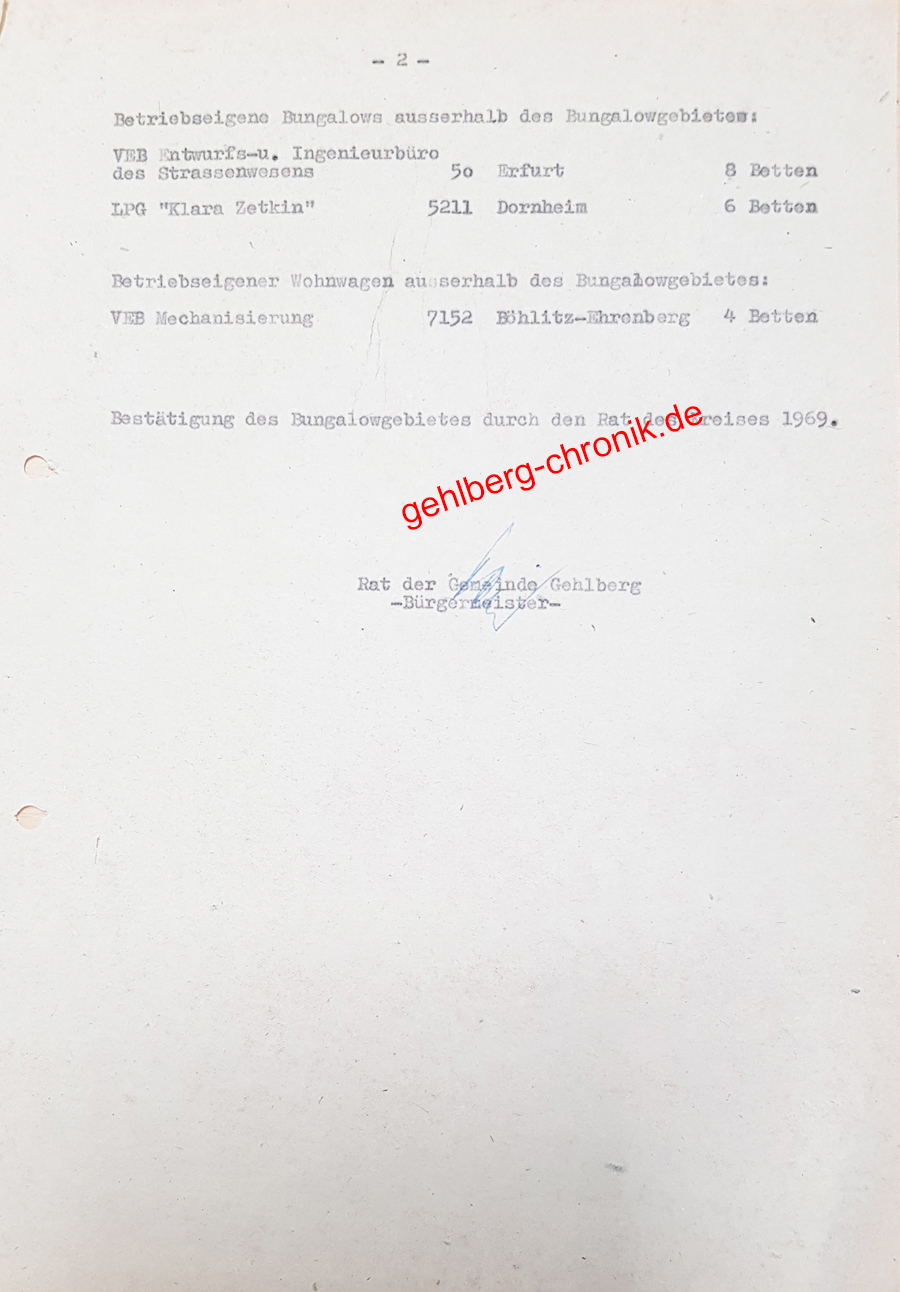 - 2 -
Betriebseigene Bungalows ausserhalb des Bungalowgebietes:
VEB Entwurfs-u. Ingenieurbüro
des Strassenwesens 5o Erfurt 8 Betten
LPG "Klara Zetkin" 5211 Dornheim 6 Betten
Betriebseigener Wohnwagen ausserhalb des Bungalowgebietes:
VEB Mechanisierung 7152 Böhlitz-Ehrenberg 4 Betten
Bestätigung des Bungalowgebietes durch den Rat des Kreises 1969.
gehlberg-chronik.de
Rat der Gemeinde Gehlberg
-Bürgermeister-